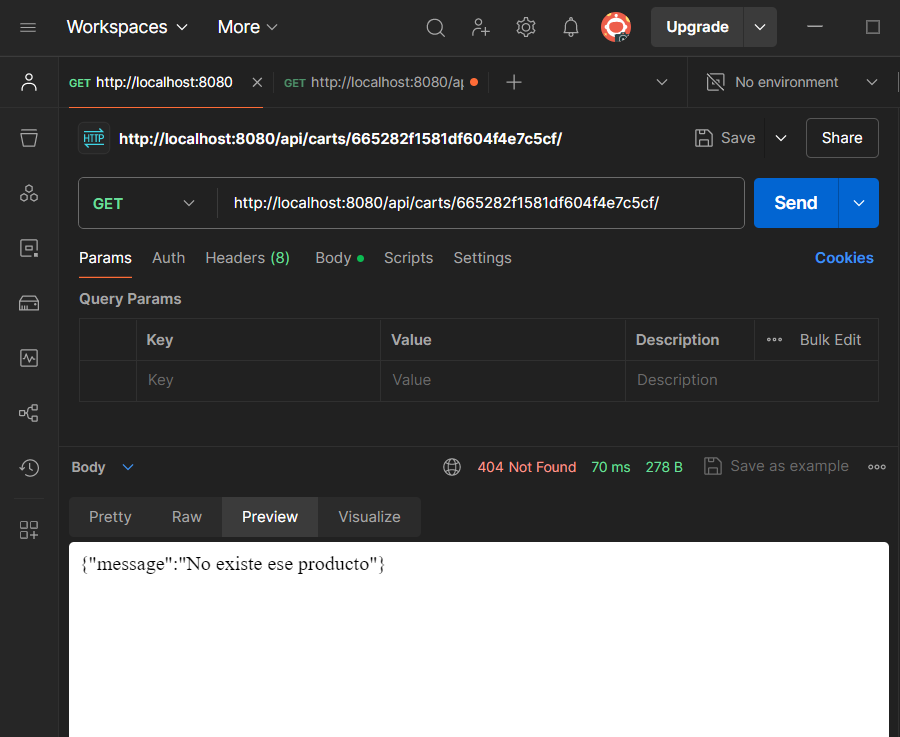 Workspaces More Upgrade
GET http://localhost:8080 GET http://localhost:8080/ap No environment
HTTP http://localhost:8080/api/carts/665282f1581df604f4e7c5cf/ Save Share
GET http://localhost:8080/api/carts/665282f1581df604f4e7c5cf/ Send
Params Auth Headers (8) Body Scripts Settings Cookies
Query Params
Key Value Description Bulk Edit
Key Value Description
Body 404 Not Found 70 ms 278 B Save as example
Pretty Raw Preview Visualize
{"message":"No existe ese producto"}